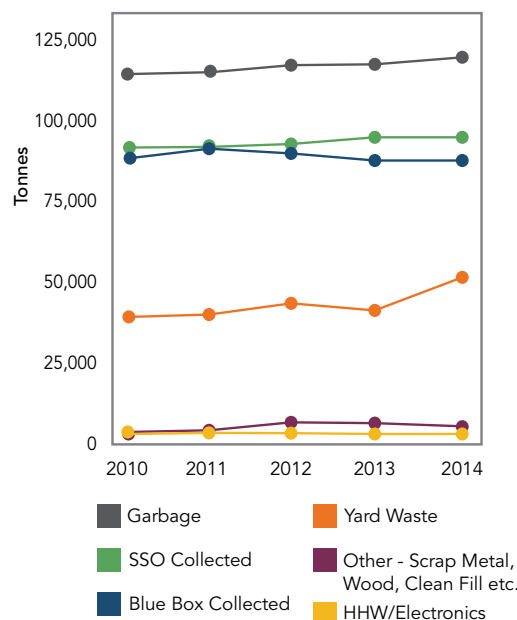 125,000
100,000
Tonnes
75,000
50,000
25,000
0
2010 2011 2012 2013 2014
Garbage
SSO Collected
Blue Box Collected
Yard Waste
Other - Scrap Metal,
Wood, Clean Fill etc.
HHW/Electronics